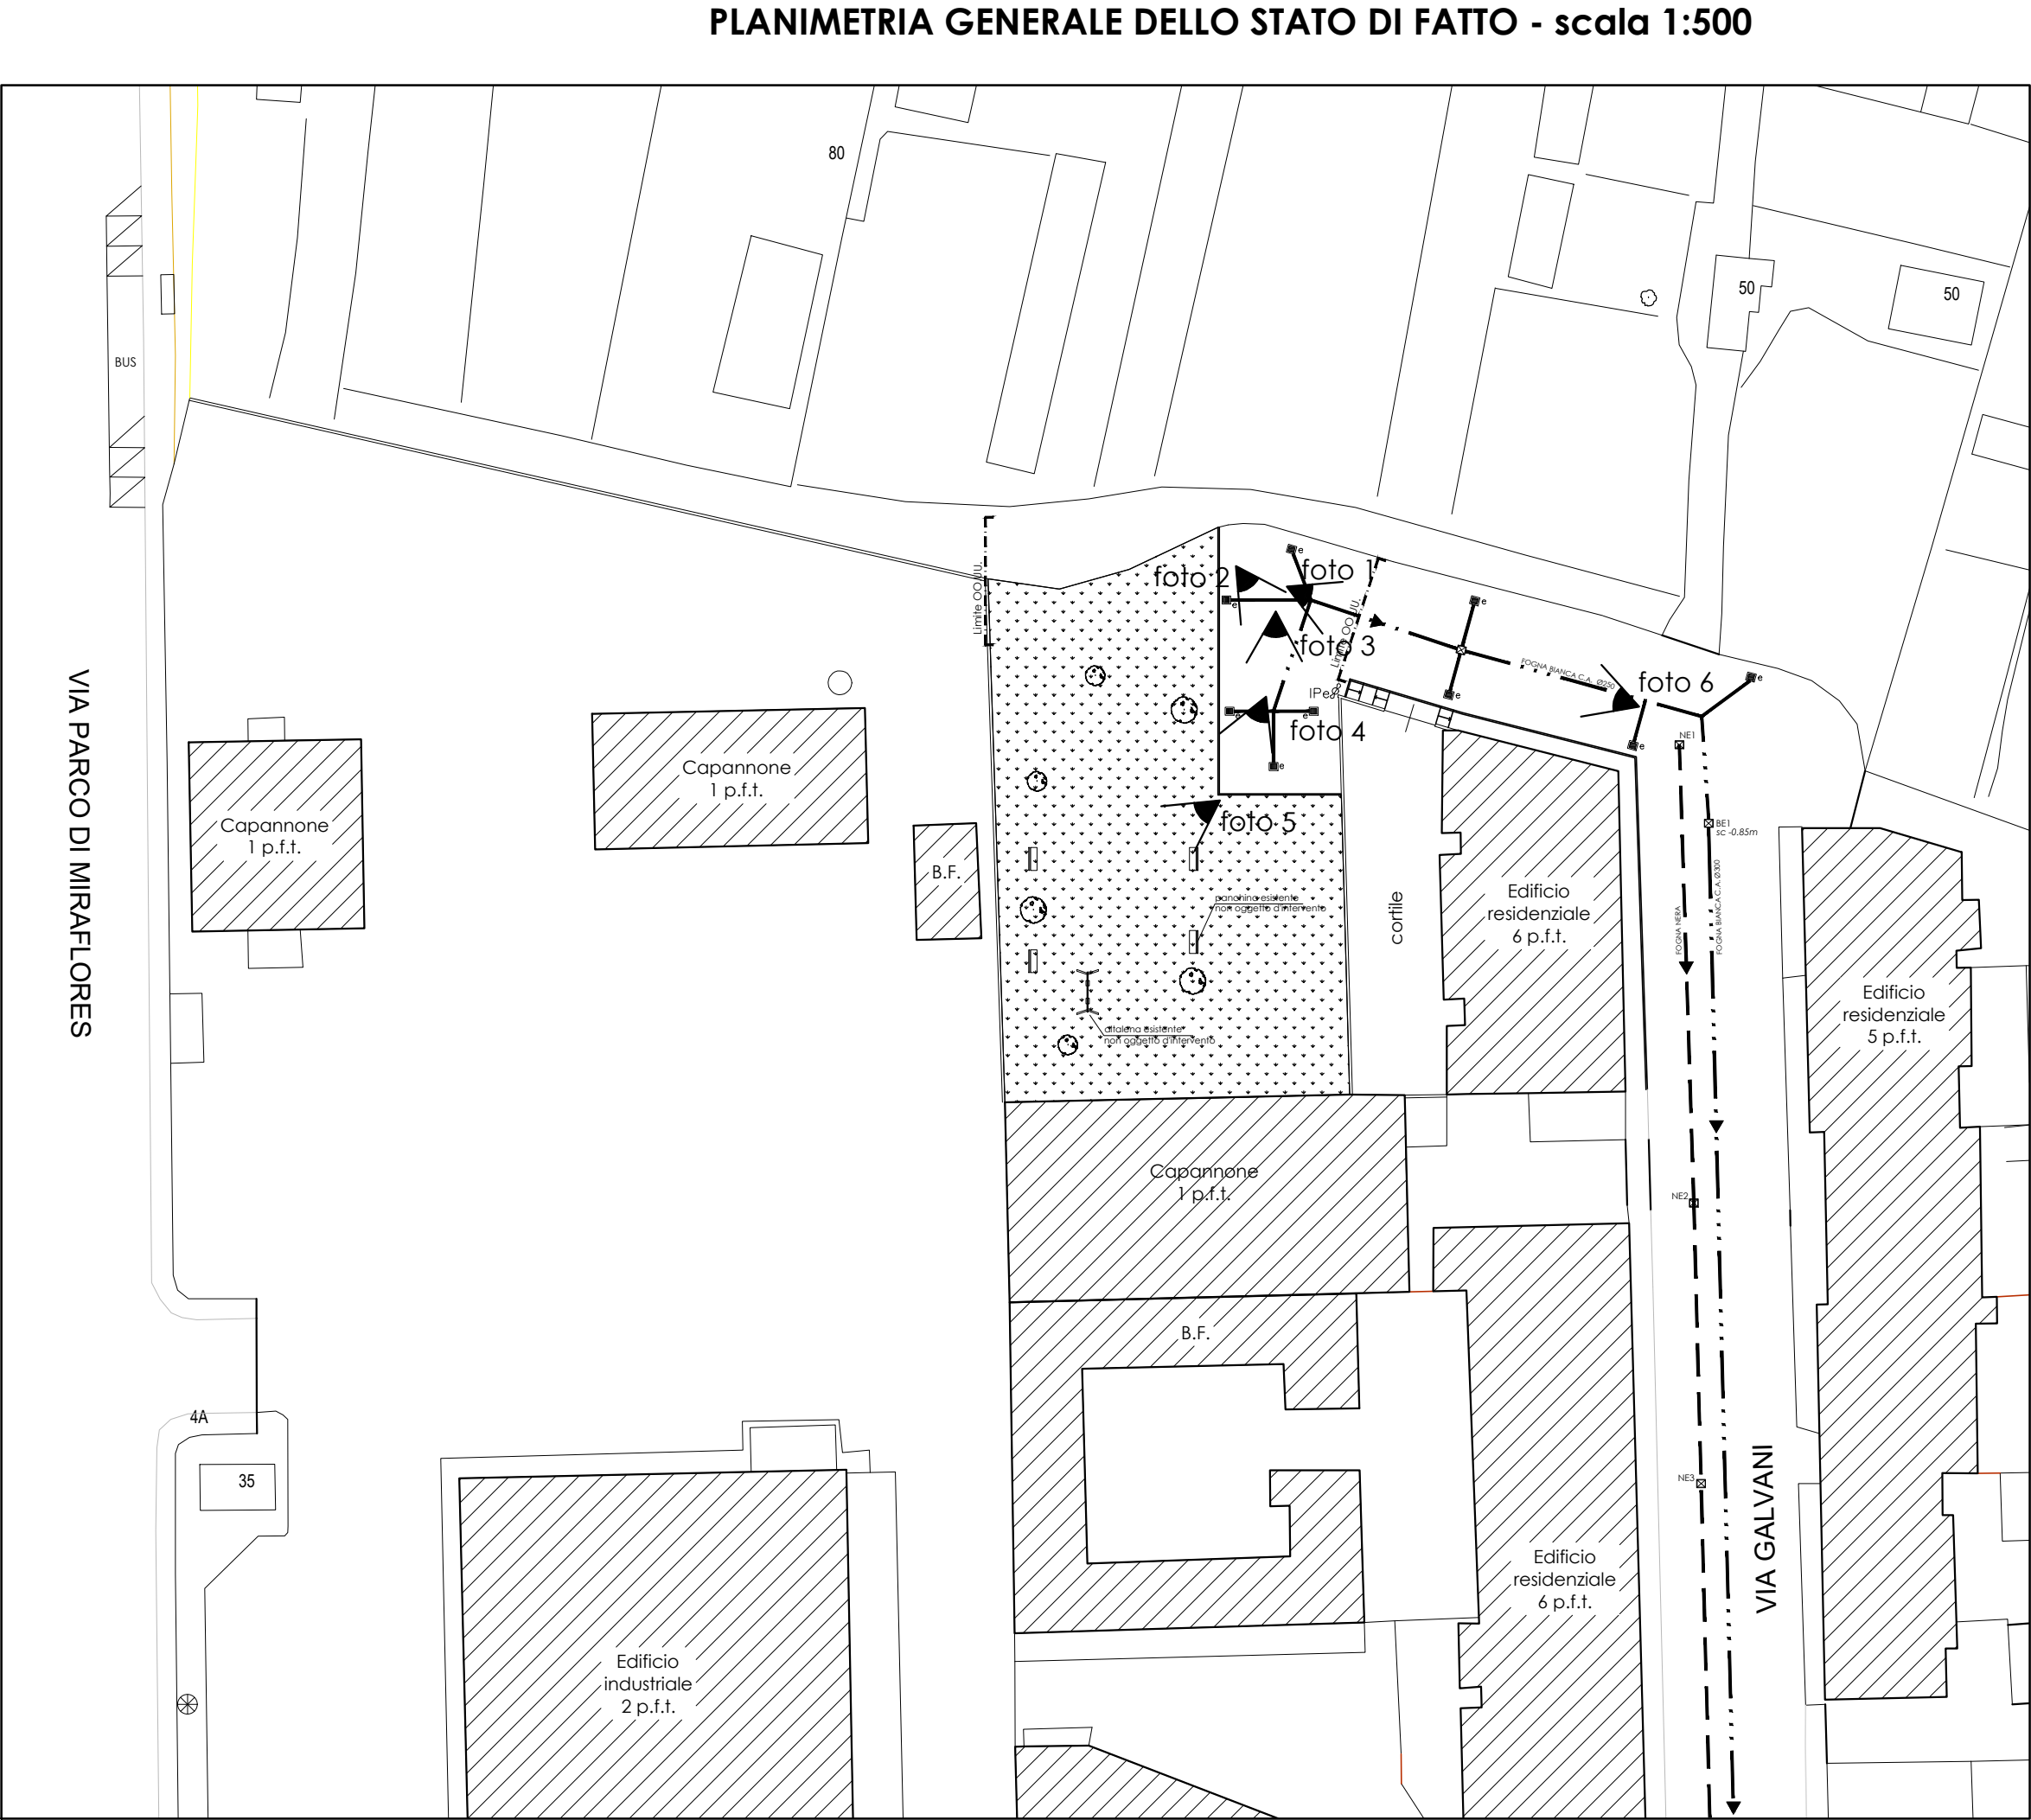 PLANIMETRIA GENERALE DELLO STATO DI FATTO - scala 1:500
80
50
50
BUS
Limite OO.UU.
foto 2
foto 1
foto 3
Limite OO.UU.
IPe9
foto 4
foto 5
foto 6
FOGNA BIANCA C.A. Ø250
e
e
e
e
e
e
e
e
e
e
NE1
BE1
sc -0.85m
FOGNA NERA
FOGNA BIANCA C.A. Ø300
VIA PARCO DI MIRAFLORES
Capannone
1 p.f.t.
Capannone
1 p.f.t.
B.F.
panchina esistente
non oggetto d'intervento
altalena esistente
non oggetto d'intervento
cortile
Edificio
residenziale
6 p.f.t.
Edificio
residenziale
5 p.f.t.
Capannone
1 p.f.t.
NE2
B.F.
4A
35
NE3
VIA GALVANI
Edificio
residenziale
6 p.f.t.
Edificio
industriale
2 p.f.t.